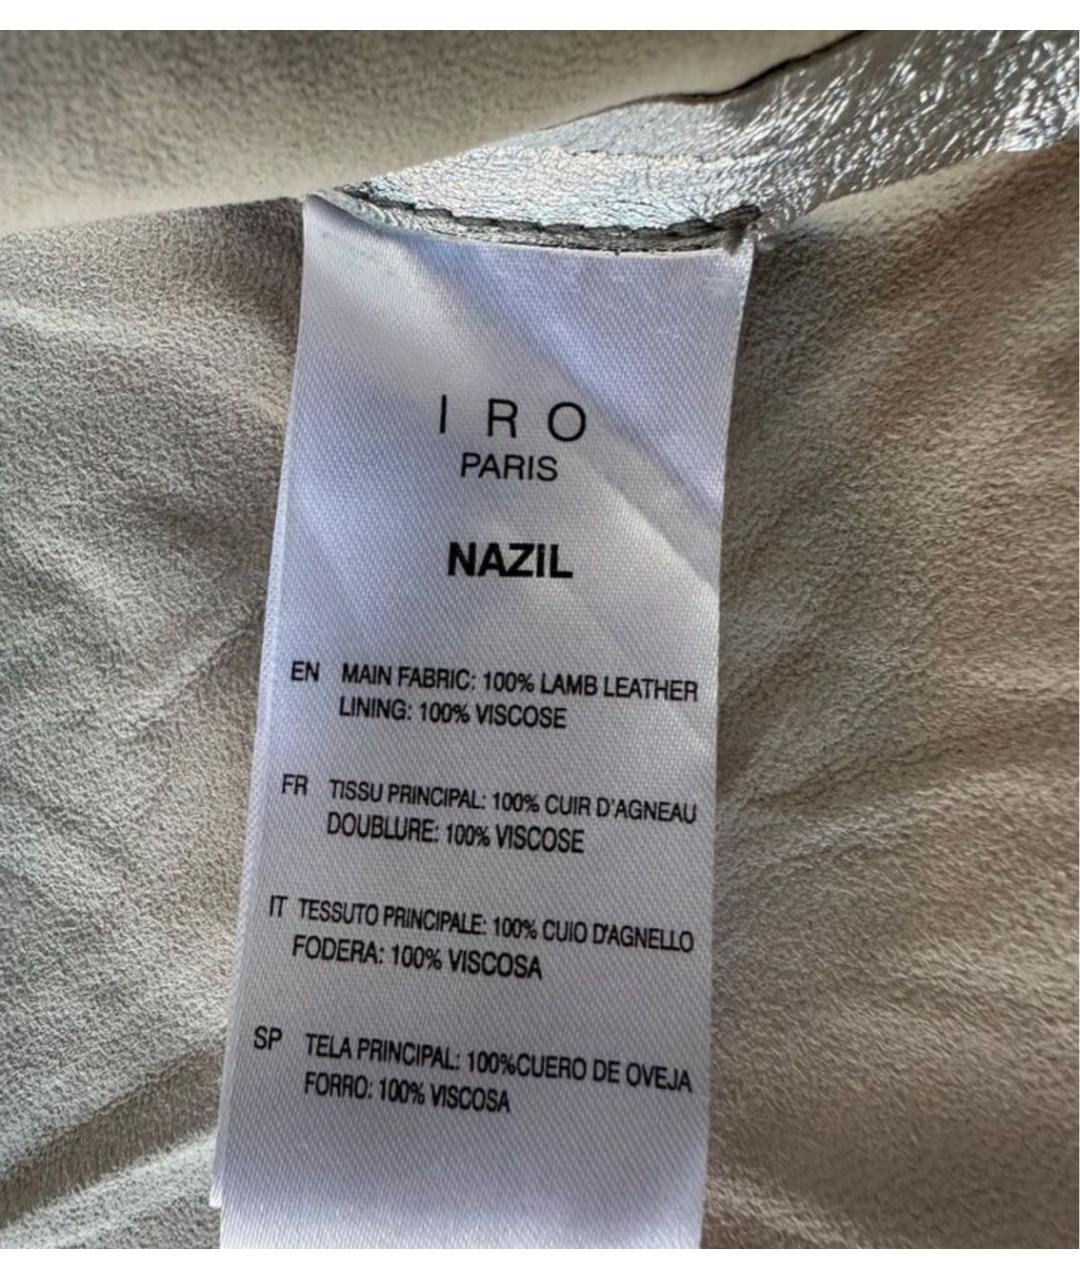 IRO
PARIS
NAZIL
EN MAIN FABRIC: 100% LAMB LEATHER
LINING: 100% VISCOSE
FR TISSU PRINCIPAL: 100% CUIR D'AGNEAU
DOUBLURE: 100% VISCOSE
IT TESSUTO PRINCIPALE: 100% CUIO D'AGNELLO
FODERA: 100% VISCOSA
SP TELA PRINCIPAL: 100%CUERO DE OVEJA
FORRO: 100% VISCOSA